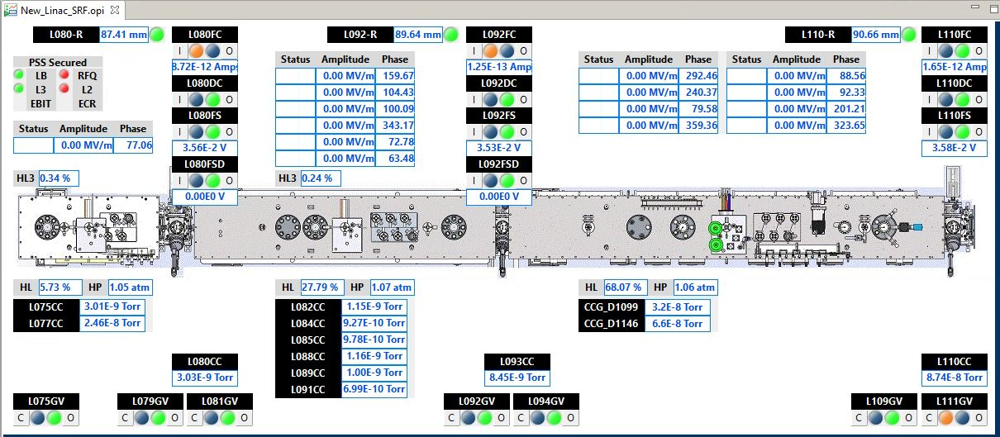 New_Linac_SRF.opi
L080-R 87.41 mm
L080FC
I O
8.72E-12 Amp
L080DC
I O
L080FS
I O
3.56E-2 V
L080FSD
I O
0.00E0 V
PSS Secured
LB RFQ
L3 L2
EBIT ECR
Status Amplitude Phase
0.00 MV/m 77.06
HL3 0.34 %
L092-R 89.64 mm
L092FC
I O
1.25E-13 Amp
L092DC
I O
L092FS
I O
3.53E-2 V
L092FSD
I O
0.00E0 V
Status Amplitude Phase
0.00 MV/m 159.67
0.00 MV/m 104.43
0.00 MV/m 100.09
0.00 MV/m 343.17
0.00 MV/m 72.78
0.00 MV/m 63.48
HL3 0.24 %
L110-R 90.66 mm
L110FC
I O
1.65E-12 Amp
L110DC
I O
L110FS
I O
3.58E-2 V
Status Amplitude Phase
0.00 MV/m 292.46
0.00 MV/m 240.37
0.00 MV/m 79.58
0.00 MV/m 359.36
Status Amplitude Phase
0.00 MV/m 88.56
0.00 MV/m 92.33
0.00 MV/m 201.21
0.00 MV/m 323.65
HL 5.73 % HP 1.05 atm
L075CC 3.01E-9 Torr
L077CC 2.46E-8 Torr
HL 27.79 % HP 1.07 atm
L082CC 1.15E-9 Torr
L084CC 9.27E-10 Torr
L085CC 9.78E-10 Torr
L088CC 1.16E-9 Torr
L089CC 1.00E-9 Torr
L091CC 6.99E-10 Torr
HL 68.07 % HP 1.06 atm
CCG_D1099 3.2E-8 Torr
CCG_D1146 6.6E-8 Torr
L080CC
3.03E-9 Torr
L093CC
8.45E-9 Torr
L110CC
8.74E-8 Torr
L075GV
C O
L079GV
C O
L081GV
C O
L092GV
C O
L094GV
C O
L109GV
C O
L111GV
C O